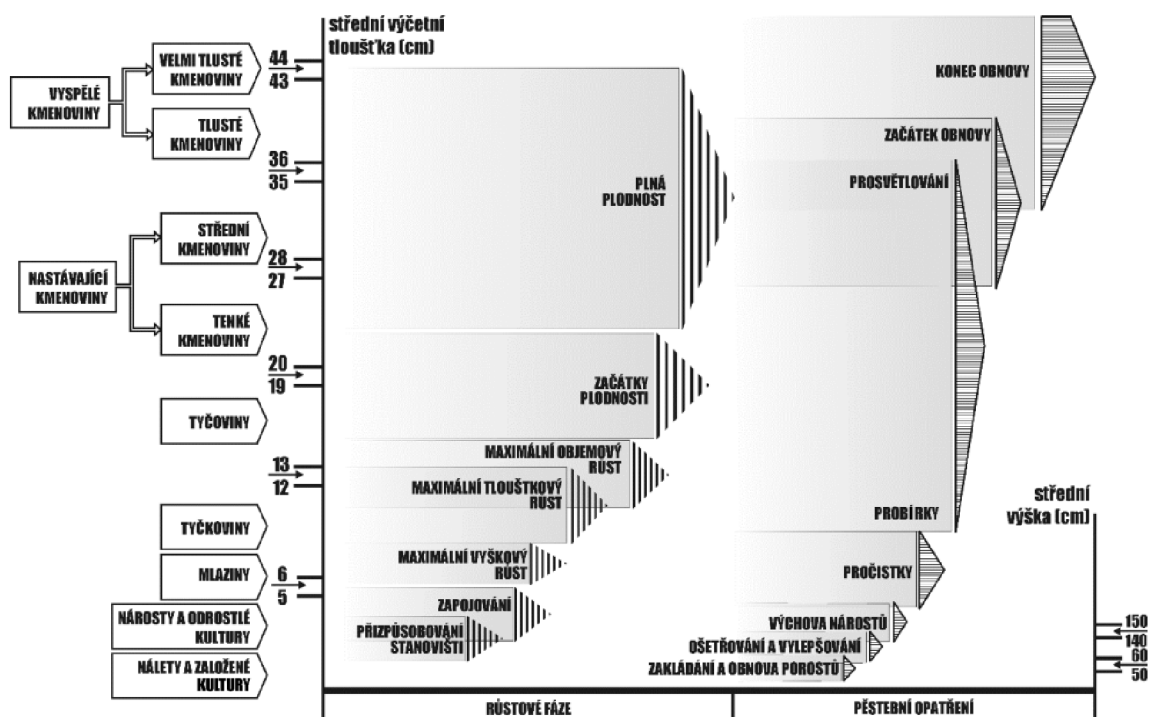 střední výčetní
tloušťka (cm)
VELMI TLUSTÉ
KMENOVINY
VYSPĚLÉ
KMENOVINY
TLUSTÉ
KMENOVINY
STŘEDNÍ
KMENOVINY
NASTÁVAJÍCÍ
KMENOVINY
TENKÉ
KMENOVINY
TYČOVINY
TYČKOVINY
MLAZINY
NÁROSTY A ODROSTLÉ
KULTURY
NÁLETY A ZALOŽENÉ
KULTURY
44
43
36
35
28
27
20
19
13
12
6
5
PLNÁ
PLODNOST
ZAČÁTKY
PLODNOSTI
MAXIMÁLNÍ OBJEMOVÝ
RŮST
MAXIMÁLNÍ TLOUŠTKOVÝ
RŮST
MAXIMÁLNÍ VYŠKOVÝ
RŮST
ZAPOJOVÁNÍ
PŘIZPŮSOBOVÁNÍ
STANOVIŠTI
KONEC OBNOVY
ZAČÁTEK OBNOVY
PROSVĚTLOVÁNÍ
PROBÍRKY
PROČISTKY
VÝCHOVA NÁROSTŮ
OŠETŘOVÁNÍ A VYLEPŠOVÁNÍ
ZAKLÁDÁNÍ A OBNOVA POROSTŮ
střední
výška (cm)
150
140
60
50
RŮSTOVÉ FÁZE
PĚSTEBNÍ OPATŘENÍ